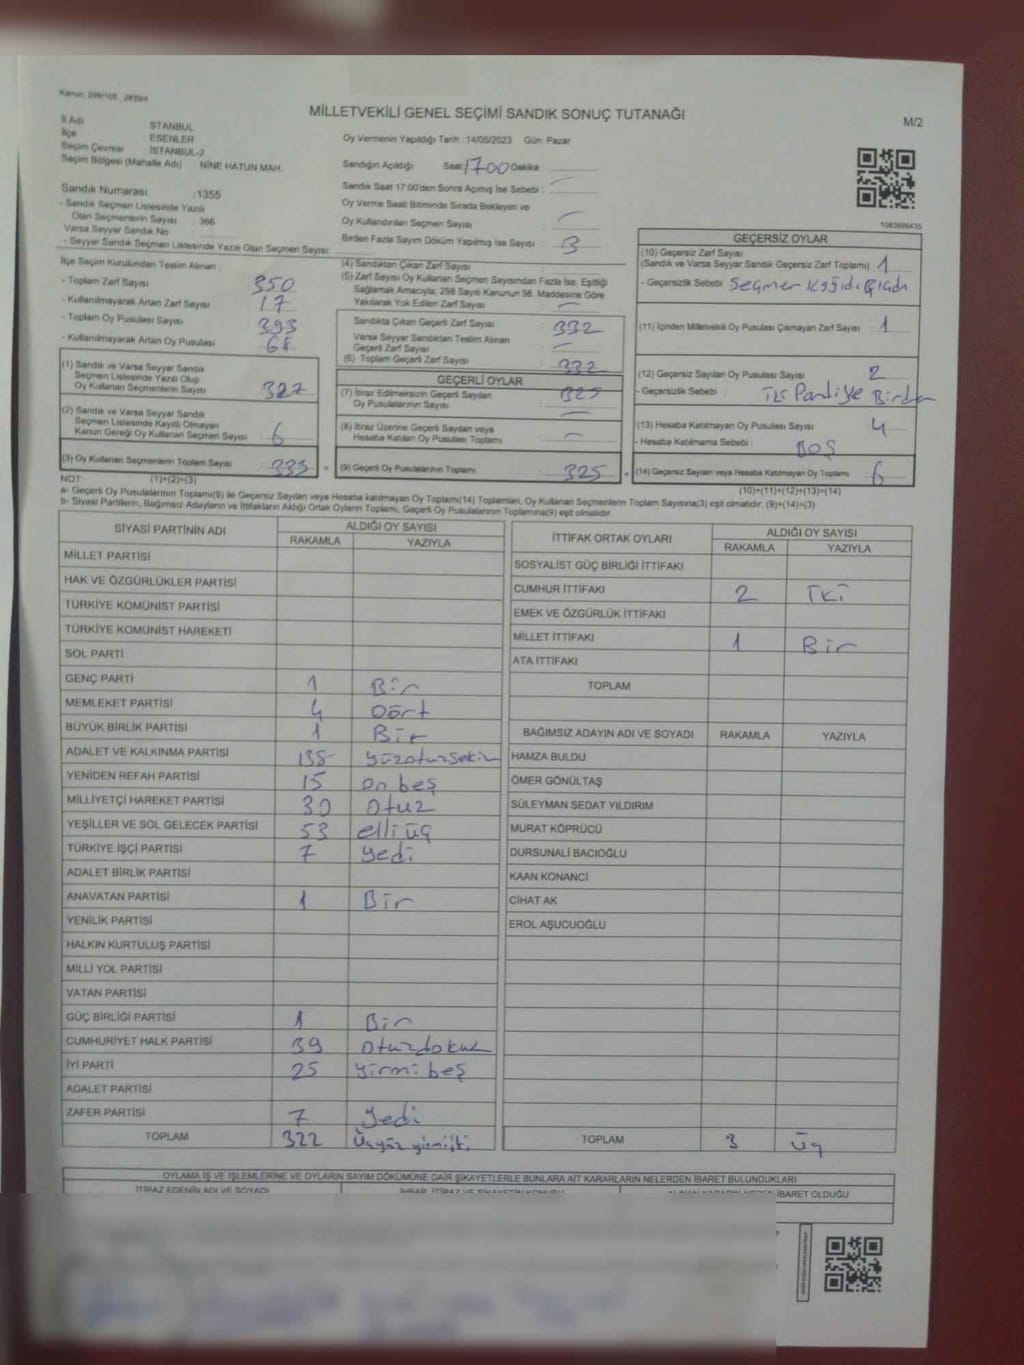 Kanun: 298/105 , 2839/4
MİLLETVEKİLİ GENEL SEÇİMİ SANDIK SONUÇ TUTANAĞI
M/2
İl Adı : STANBUL
İlçe : ESENLER
Seçim Çevresi : İSTANBUL-2
Seçim Bölgesi (Mahalle Adı) : NİNE HATUN MAH.
Sandık Numarası : 1355
- Sandık Seçmen Listesinde Yazılı
Olan Seçmenlerin Sayısı : 366
Varsa Seyyar Sandık No
- Seyyar Sandık Seçmen Listesinde Yazılı Olan Seçmen Sayısı:
Oy Vermenin Yapıldığı Tarih : 14/05/2023 Gün: Pazar
Sandığın Açıldığı Saat: 17 00 Dakika :
Sandık Saat 17.00'den Sonra Açılmış İse Sebebi :
Oy Verme Saati Bitiminde Sırada Bekleyen ve
Oy Kullandırılan Seçmen Sayısı :
Birden Fazla Sayım Döküm Yapılmış İse Sayısı : 3
1083696435
İlçe Seçim Kurulundan Teslim Alınan :
- Toplam Zarf Sayısı : 350
- Kullanılmayarak Artan Zarf Sayısı : 17
- Toplam Oy Pusulası Sayısı : 393
- Kullanılmayarak Artan Oy Pusulası :
(1) Sandık ve Varsa Seyyar Sandık
Seçmen Listesinde Yazılı Olup
Oy Kullanan Seçmenlerin Sayısı : 327
(2) Sandık ve Varsa Seyyar Sandık
Seçmen Listesinde Kayıtlı Olmayan
Kanun Gereği Oy Kullanan Seçmen Sayısı : 6
(3) Oy Kullanan Seçmenlerin Toplam Sayısı : 333
(4) Sandıktan Çıkan Zarf Sayısı :
(5) Zarf Sayısı Oy Kullanan Seçmen Sayısından Fazla İse, Eşitliği
Sağlamak Amacıyla; 298 Sayılı Kanunun 98. Maddesine Göre
Yakılarak Yok Edilen Zarf Sayısı :
Sandıkta Çıkan Geçerli Zarf Sayısı : 332
Varsa Seyyar Sandıktan Teslim Alınan
Geçerli Zarf Sayısı :
(6) Toplam Geçerli Zarf Sayısı : 332
GEÇERLİ OYLAR
(7) İtiraz Edilmeksizin Geçerli Sayılan
Oy Pusulalarının Sayısı : 325
(8) İtiraz Üzerine Geçerli Sayılan veya
Hesaba Katılan Oy Pusulası Toplamı :
(9) Geçerli Oy Pusulalarının Toplamı : 325
GEÇERSİZ OYLAR
(10) Geçersiz Zarf Sayısı
(Sandık ve Varsa Seyyar Sandık Geçersiz Zarf Toplamı) : 1
- Geçersizlik Sebebi : Seçmen
(11) İçinden Milletvekili Oy Pusulası Çıkmayan Zarf Sayısı : 1
(12) Geçersiz Sayılan Oy Pusulası Sayısı : 2
- Geçersizlik Sebebi : İki Partiye Birden
(13) Hesaba Katılmayan Oy Pusulası Sayısı : 4
- Hesaba Katılmama Sebebi : BOŞ
(14) Geçersiz Sayılan veya Hesaba Katılmayan Oy Toplamı : 6
NOT: (1)+(2)=(3)
(10)+(11)+(12)+(13)=(14)
a- Geçerli Oy Pusulalarının Toplamı(9) ile Geçersiz Sayılan veya Hesaba katılmayan Oy Toplamı(14) Toplamları, Oy Kullanan Seçmenlerin Toplam Sayısına(3) eşit olmalıdır. (9)+(14)=(3)
b- Siyasi Partilerin, Bağımsız Adayların ve İttifakların Aldığı Ortak Oyların Toplamı, Geçerli Oy Pusulalarının Toplamına(9) eşit olmalıdır.
SİYASİ PARTİNİN ADI ALDIĞI OY SAYISI
RAKAMLA YAZIYLA
MİLLET PARTİSİ
HAK VE ÖZGÜRLÜKLER PARTİSİ
TÜRKİYE KOMÜNİST PARTİSİ
TÜRKİYE KOMÜNİST HAREKETİ
SOL PARTİ
GENÇ PARTİ 1 Bir
MEMLEKET PARTİSİ 4 Dört
BÜYÜK BİRLİK PARTİSİ 1 Bir
ADALET VE KALKINMA PARTİSİ 138 yüzotuzsekiz
YENİDEN REFAH PARTİSİ 15 on beş
MİLLİYETÇİ HAREKET PARTİSİ 30 otuz
YEŞİLLER VE SOL GELECEK PARTİSİ 53 elli üç
TÜRKİYE İŞÇİ PARTİSİ 7 yedi
ADALET BİRLİK PARTİSİ
ANAVATAN PARTİSİ 1 Bir
YENİLİK PARTİSİ
HALKIN KURTULUŞ PARTİSİ
MİLLİ YOL PARTİSİ
VATAN PARTİSİ
GÜÇ BİRLİĞİ PARTİSİ 1 Bir
CUMHURİYET HALK PARTİSİ 39 otuzdokuz
İYİ PARTİ 25 yirmi beş
ADALET PARTİSİ
ZAFER PARTİSİ 7 yedi
TOPLAM 322 Üçyüz yirmiiki
İTTİFAK ORTAK OYLARI ALDIĞI OY SAYISI
RAKAMLA YAZIYLA
SOSYALİST GÜÇ BİRLİĞİ İTTİFAKI
CUMHUR İTTİFAKI 2 İKİ
EMEK VE ÖZGÜRLÜK İTTİFAKI
MİLLET İTTİFAKI 1 Bir
ATA İTTİFAKI
TOPLAM
BAĞIMSIZ ADAYIN ADI VE SOYADI RAKAMLA YAZIYLA
HAMZA BULDU
ÖMER GÖNÜLTAŞ
SÜLEYMAN SEDAT YILDIRIM
MURAT KÖPRÜCÜ
DURSUNALİ BACIOĞLU
KAAN KONANCİ
CİHAT AK
EROL AŞUCUOĞLU
TOPLAM 3 üç
OYLAMA İŞ VE İŞLEMLERİNE VE OYLARIN SAYIM DÖKÜMÜNE DAİR ŞİKAYETLERLE BUNLARA AİT KARARLARIN NELERDEN İBARET BULUNDUKLARI
İTİRAZ EDENİN ADI VE SOYADI İHBAR, İTİRAZ VE ŞİKAYETİN KONUSU ALINAN KARARIN NEDEN İBARET OLDUĞU